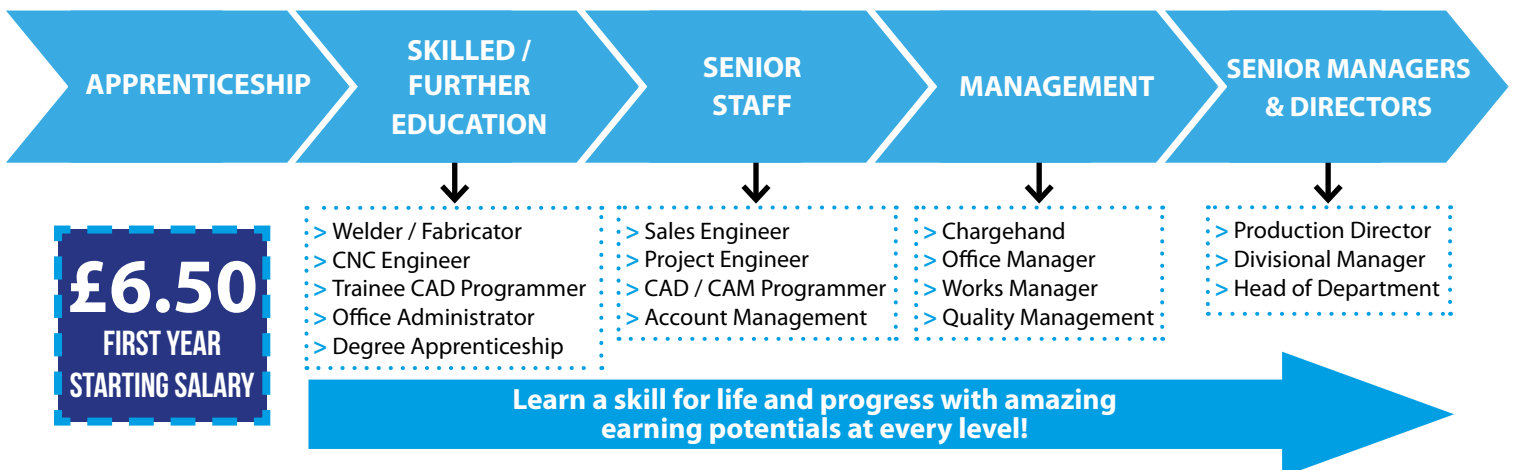 APPRENTICESHIP
SKILLED /
FURTHER
EDUCATION
SENIOR
STAFF
MANAGEMENT
SENIOR MANAGERS
& DIRECTORS
£6.50
FIRST YEAR
STARTING SALARY
> Welder / Fabricator
> CNC Engineer
> Trainee CAD Programmer
> Office Administrator
> Degree Apprenticeship
> Sales Engineer
> Project Engineer
> CAD / CAM Programmer
> Account Management
> Chargehand
> Office Manager
> Works Manager
> Quality Management
> Production Director
> Divisional Manager
> Head of Department
Learn a skill for life and progress with amazing
earning potentials at every level!